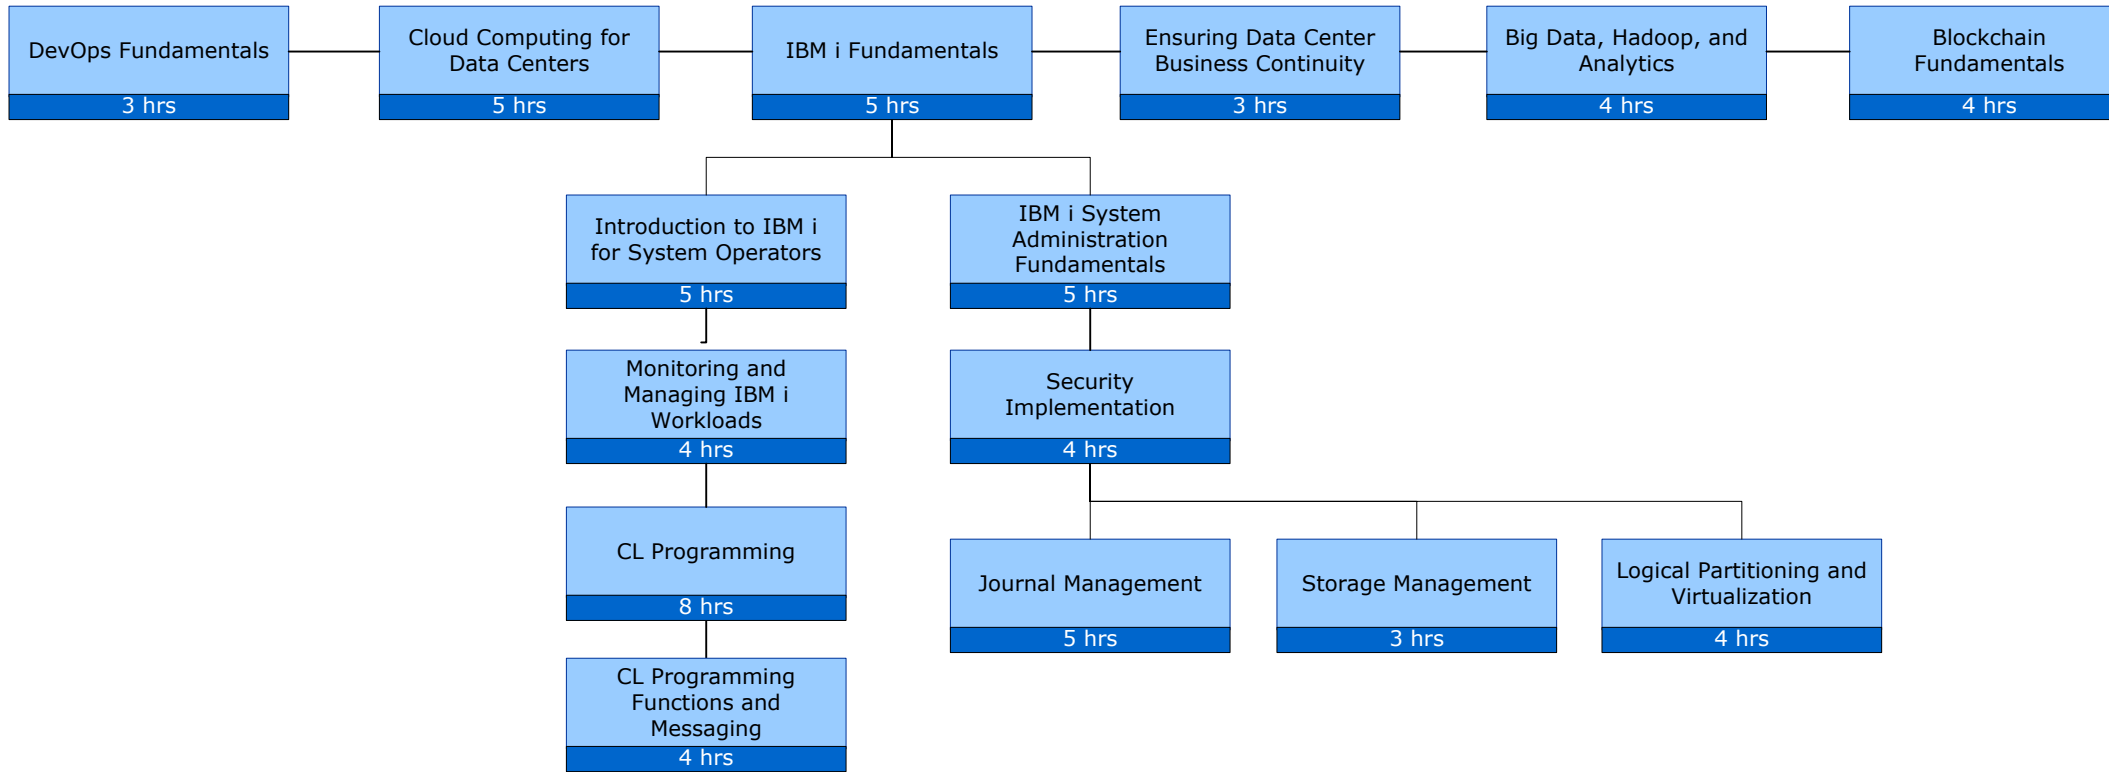 DevOps Fundamentals
3 hrs
Cloud Computing for
Data Centers
5 hrs
IBM i Fundamentals
5 hrs
Ensuring Data Center
Business Continuity
3 hrs
Big Data, Hadoop, and
Analytics
4 hrs
Blockchain
Fundamentals
4 hrs
Introduction to IBM i
for System Operators
5 hrs
IBM i System
Administration
Fundamentals
5 hrs
Monitoring and
Managing IBM i
Workloads
4 hrs
Security
Implementation
4 hrs
CL Programming
8 hrs
Journal Management
5 hrs
Storage Management
3 hrs
Logical Partitioning and
Virtualization
4 hrs
CL Programming
Functions and
Messaging
4 hrs